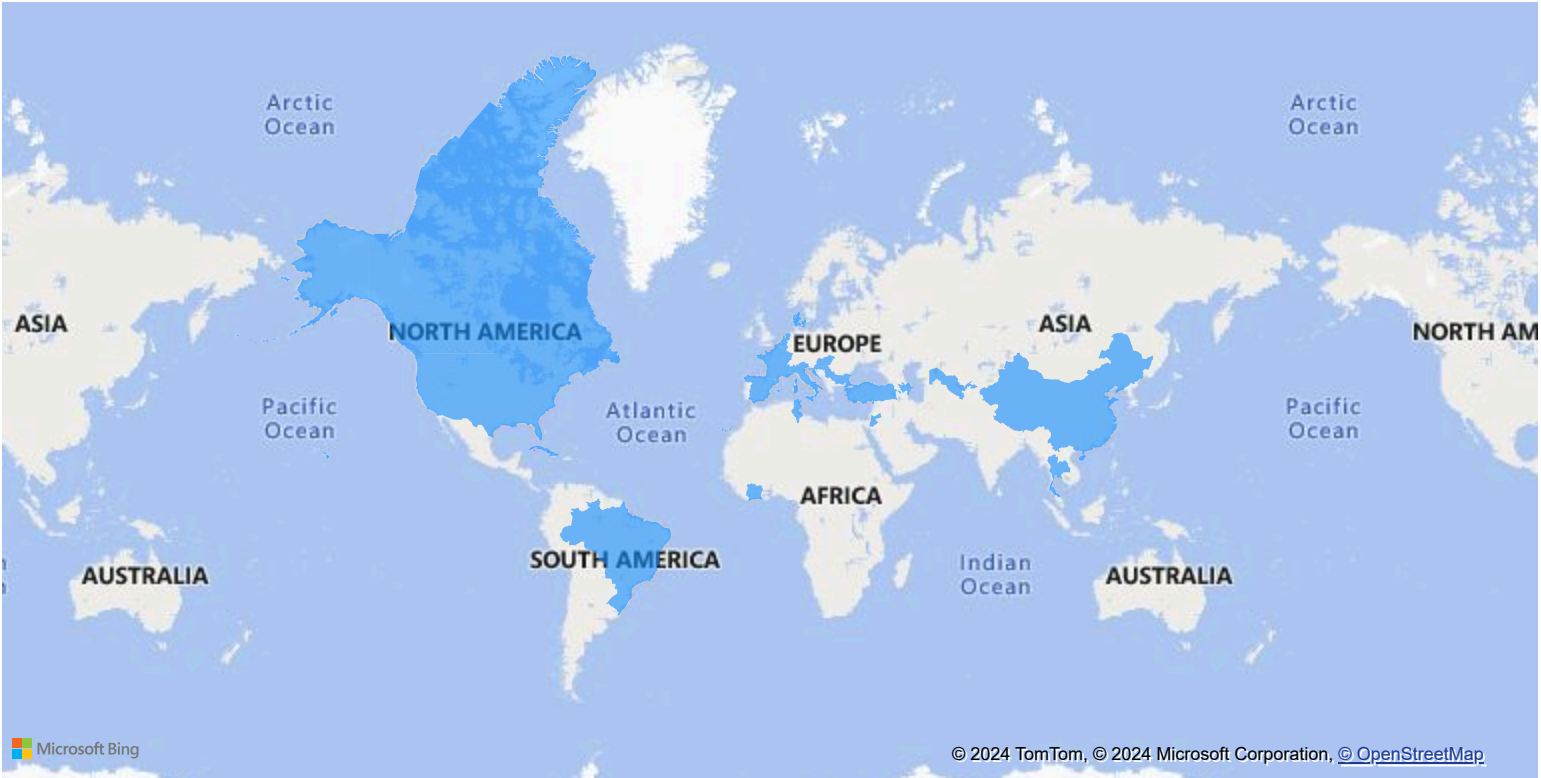 Arctic
Ocean
Arctic
Ocean
ASIA
NORTH AMERICA
EUROPE
ASIA
NORTH AM
Pacific
Ocean
Atlantic
Ocean
Pacific
Ocean
AFRICA
SOUTH AMERICA
AUSTRALIA
Indian
Ocean
AUSTRALIA
Microsoft Bing
© 2024 TomTom, © 2024 Microsoft Corporation, © OpenStreetMap